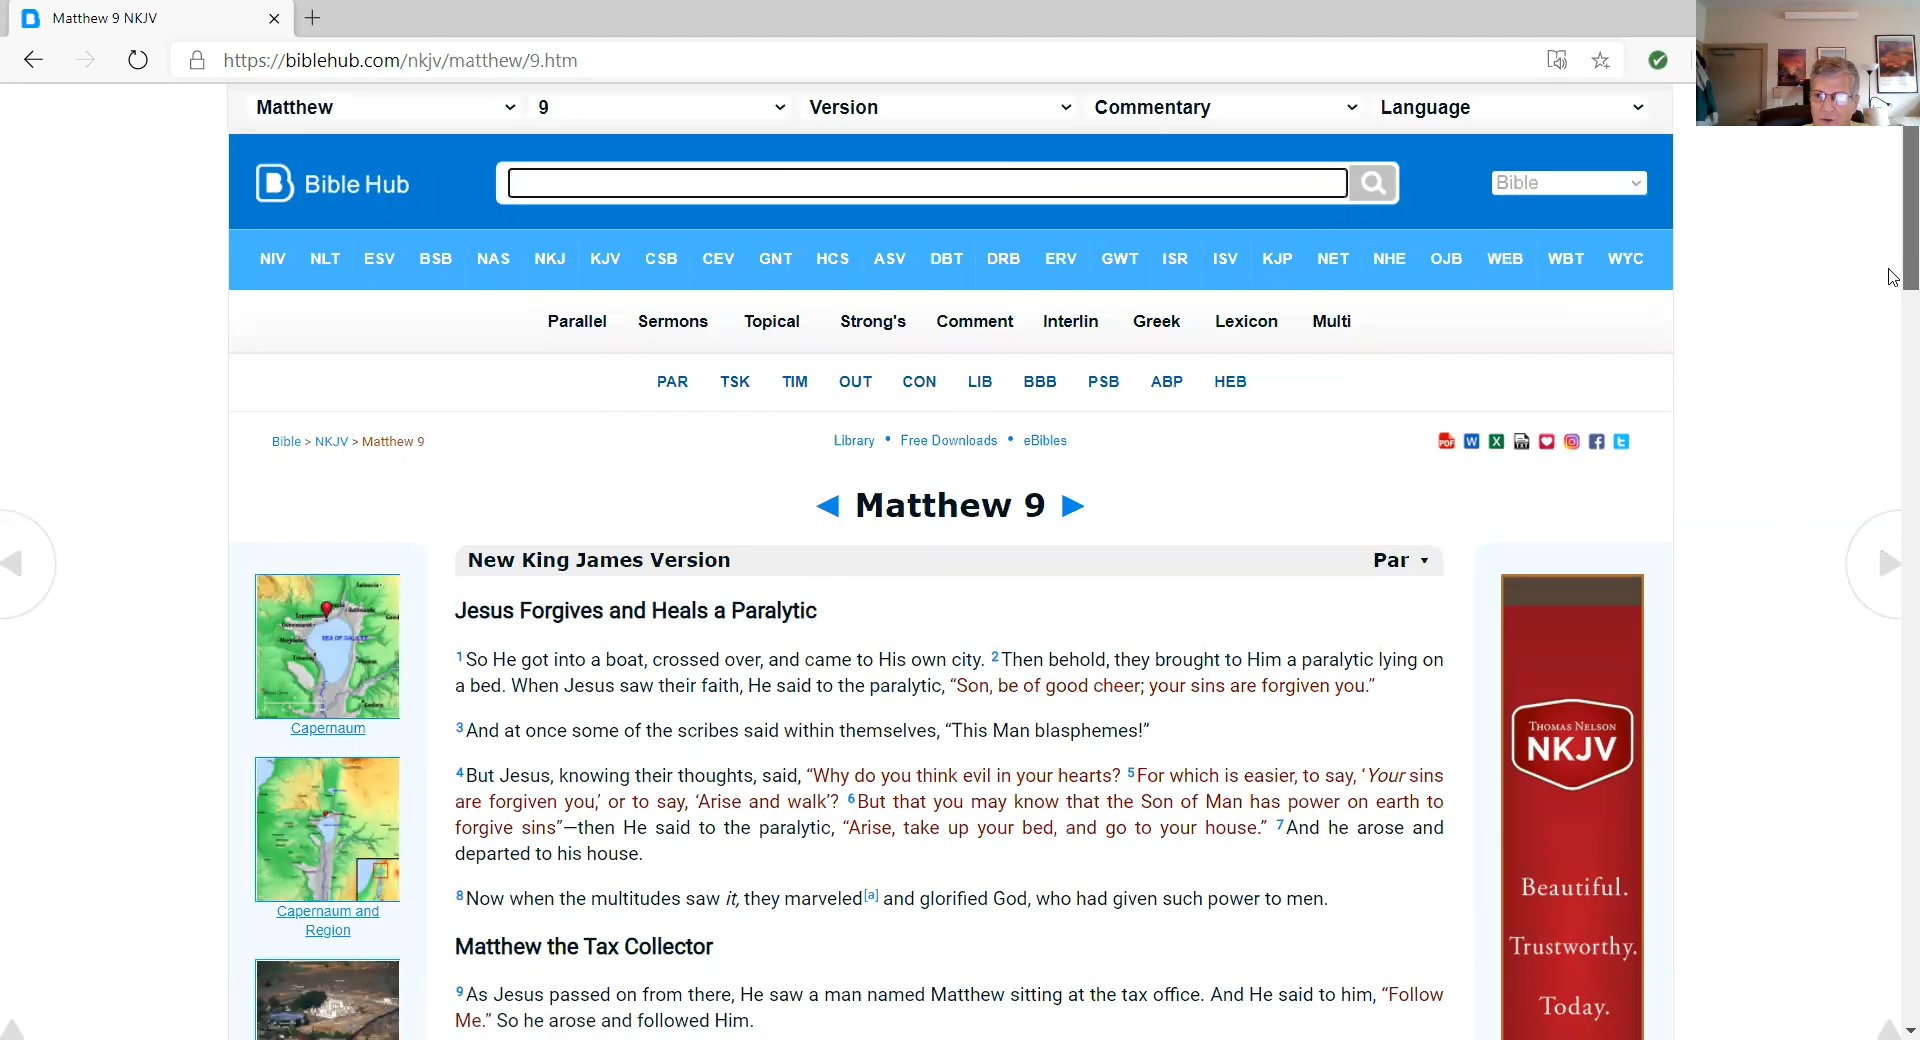 Matthew 9 NKJV
https://biblehub.com/nkjv/matthew/9.htm
Matthew 9 Version Commentary Language
Bible Hub
Bible
NIV NLT ESV BSB NAS NKJ KJV CSB CEV GNT HCS ASV DBT DRB ERV GWT ISR ISV KJP NET NHE OJB WEB WBT WYC
Parallel Sermons Topical Strong's Comment Interlin Greek Lexicon Multi
PAR TSK TIM OUT CON LIB BBB PSB ABP HEB
Bible > NKJV > Matthew 9
Library • Free Downloads • eBibles
Matthew 9
New King James Version Par
Jesus Forgives and Heals a Paralytic
1 So He got into a boat, crossed over, and came to His own city. 2 Then behold, they brought to Him a paralytic lying on
a bed. When Jesus saw their faith, He said to the paralytic, “Son, be of good cheer; your sins are forgiven you.”
3 And at once some of the scribes said within themselves, “This Man blasphemes!”
4 But Jesus, knowing their thoughts, said, “Why do you think evil in your hearts? 5 For which is easier, to say, ‘Your sins
are forgiven you,’ or to say, ‘Arise and walk’? 6 But that you may know that the Son of Man has power on earth to
forgive sins”—then He said to the paralytic, “Arise, take up your bed, and go to your house.” 7 And he arose and
departed to his house.
8 Now when the multitudes saw it, they marveled[a] and glorified God, who had given such power to men.
Matthew the Tax Collector
9 As Jesus passed on from there, He saw a man named Matthew sitting at the tax office. And He said to him, “Follow
Me.” So he arose and followed Him.
SEA OF GALILEE
Capernaum
Capernaum and
Region
THOMAS NELSON
NKJV
Beautiful.
Trustworthy.
Today.